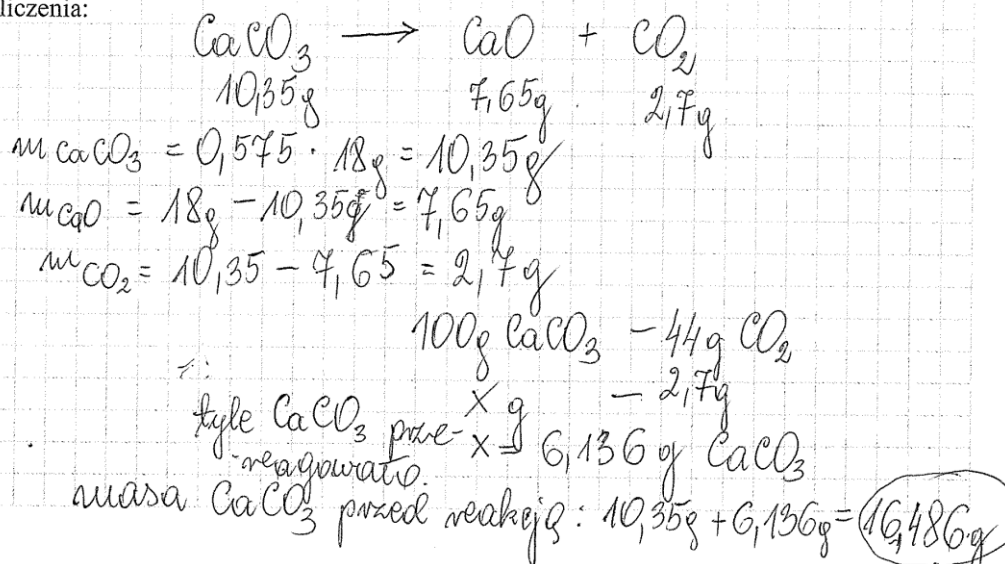 liczenia:
CaCO₃ → CaO + CO₂
10,35g 7,65g 2,7g
m CaCO₃ = 0,575 · 18g = 10,35g
mCaO = 18g − 10,35g = 7,65g
mCO₂ = 10,35 − 7,65 = 2,7g
100g CaCO₃ − 44g CO₂
x g − 2,7g
tyle CaCO₃ prze- x = 6,136 g CaCO₃
-reagowało.
masa CaCO₃ przed reakcją: 10,35g + 6,136g = 16,486g